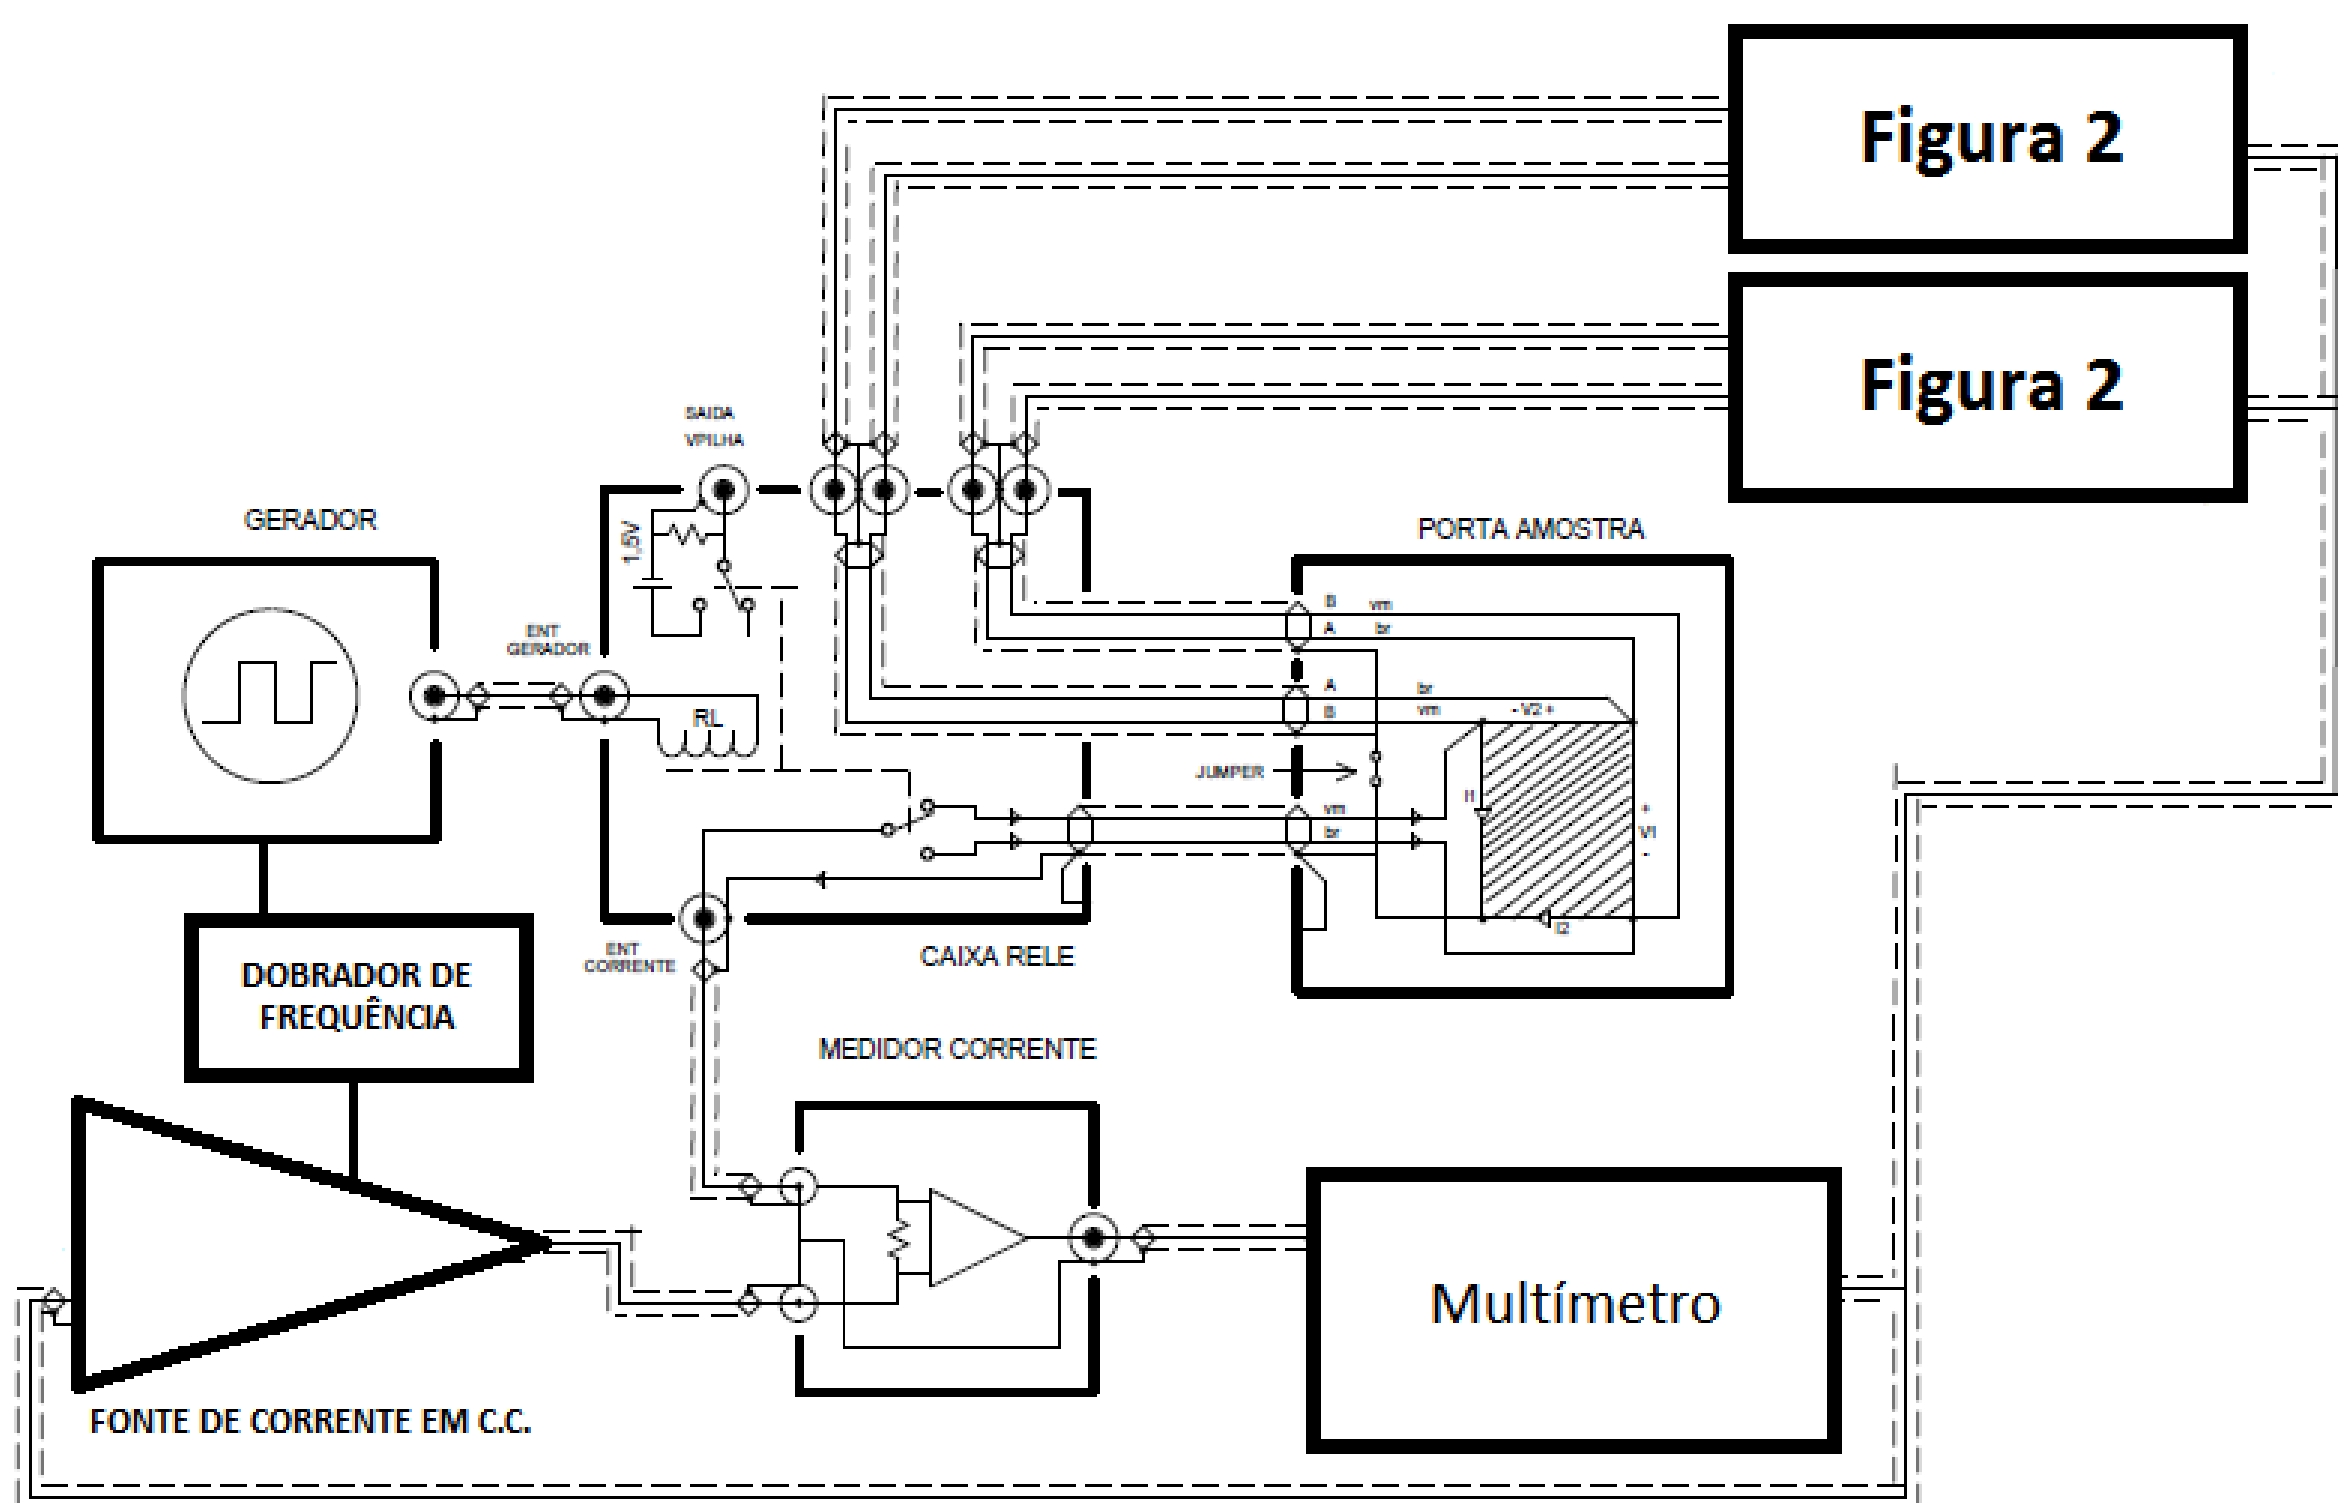 Figura 2
Figura 2
SAIDA
VPILHA
GERADOR
1,5V
PORTA AMOSTRA
ENT
GERADOR
B vm
A br
A br
B vm
- V2 +
RL
JUMPER
vm
br
I1
+
V1
-
I2
ENT
CORRENTE
CAIXA RELE
DOBRADOR DE
FREQUÊNCIA
MEDIDOR CORRENTE
Multímetro
FONTE DE CORRENTE EM C.C.